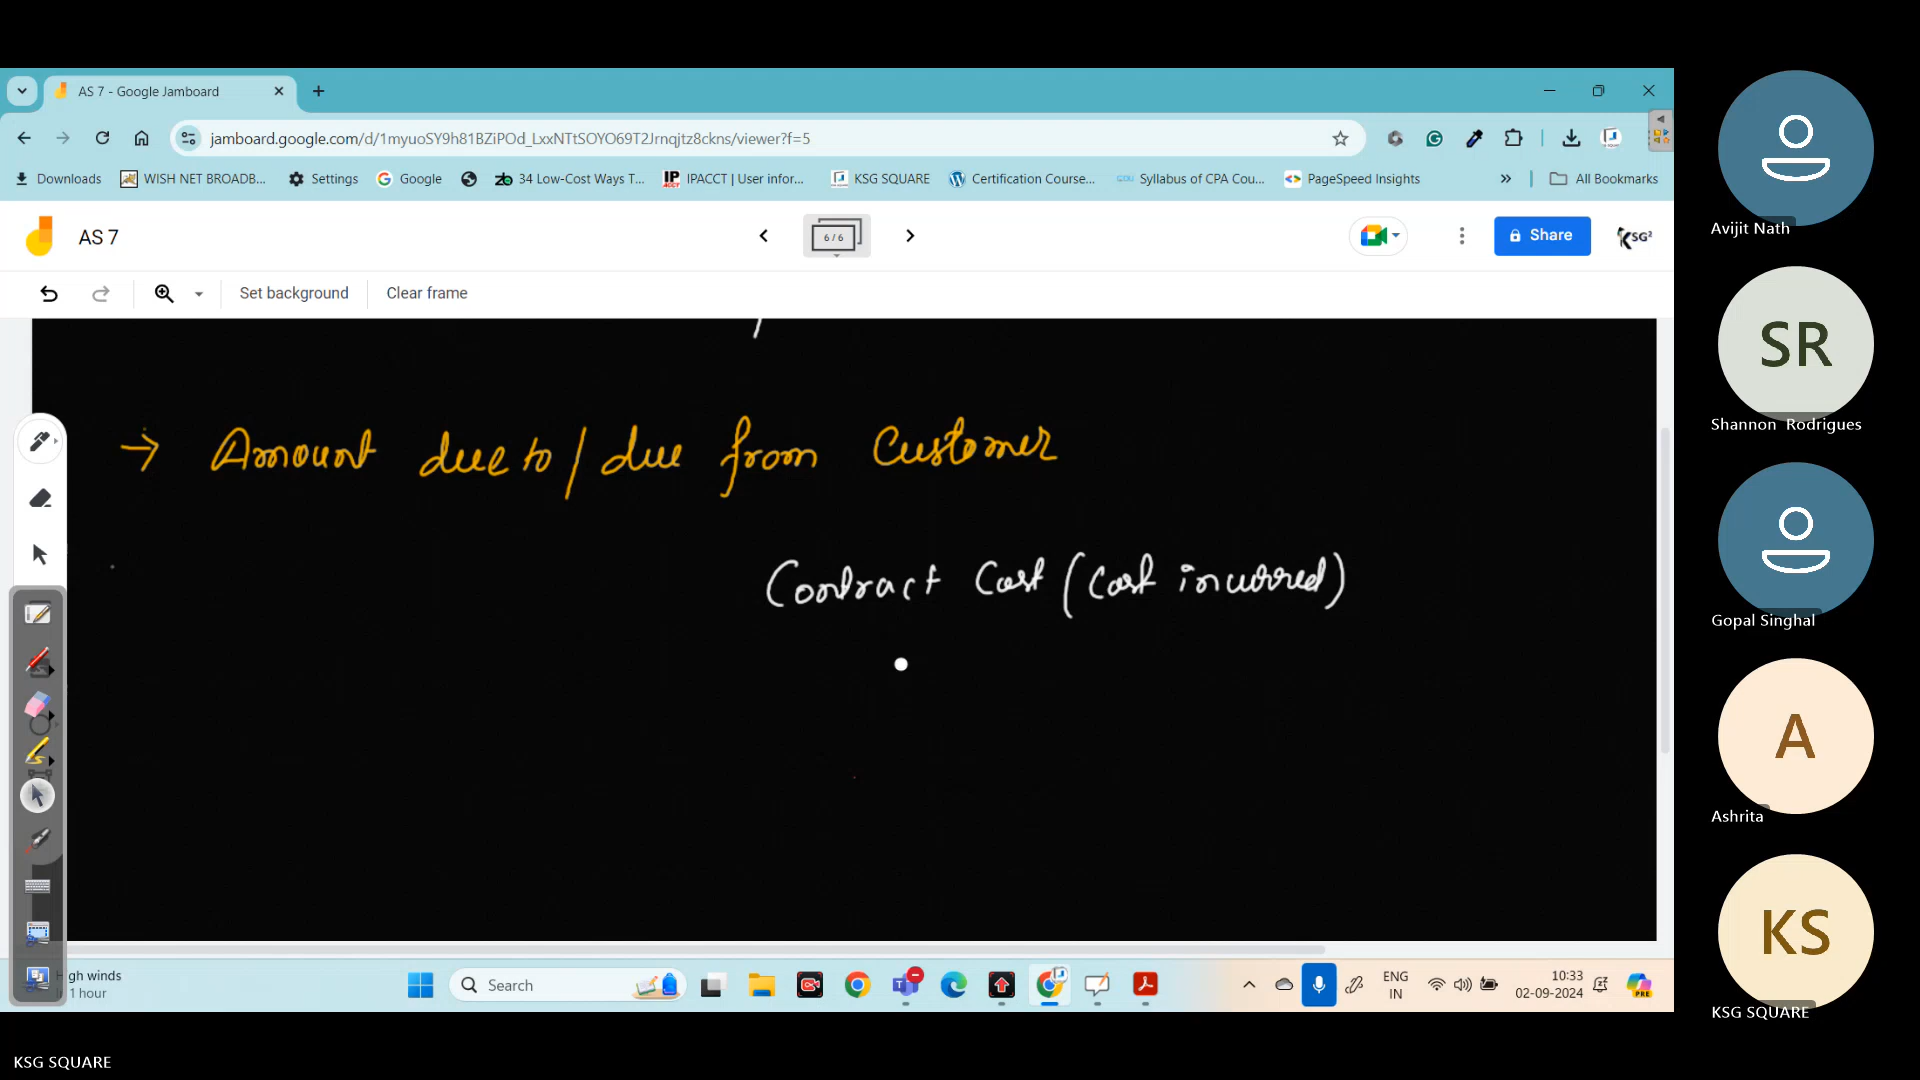 AS 7 - Google Jamboard
jamboard.google.com/d/1myuoSY9h81BZiPOd_LxxNTtSOYO69T2Jrnqjtz8ckns/viewer?f=5
Downloads WISH NET BROADB... Settings Google 34 Low-Cost Ways T... IPACCT | User infor... KSG SQUARE Certification Course... Syllabus of CPA Cou... PageSpeed Insights » All Bookmarks
AS 7 6 / 6 Share KSG²
Set background Clear frame
→ Amount due to / due from Customer
Contract Cost (Cost incurred)
Avijit Nath
SR
Shannon Rodrigues
Gopal Singhal
A
Ashrita
KS
KSG SQUARE
gh winds
1 hour
Search
ENG
IN
10:33
02-09-2024
PRE
KSG SQUARE